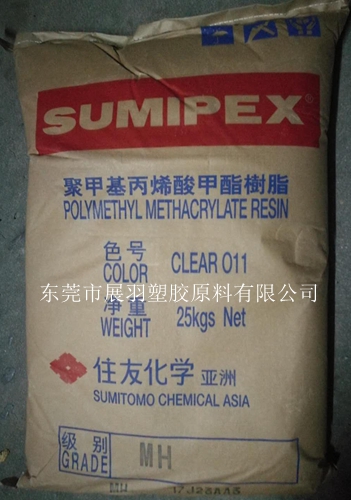 SUMIPEX
聚甲基丙烯酸甲酯樹脂
POLYMETHYL METHACRYLATE RESIN
色号 CLEAR 011
COLOR
东莞市展羽塑胶原料有限公司
净重 25kgs Net
WEIGHT
住友化学 亚洲
SUMITOMO CHEMICAL ASIA
级别 MH
GRADE
MH